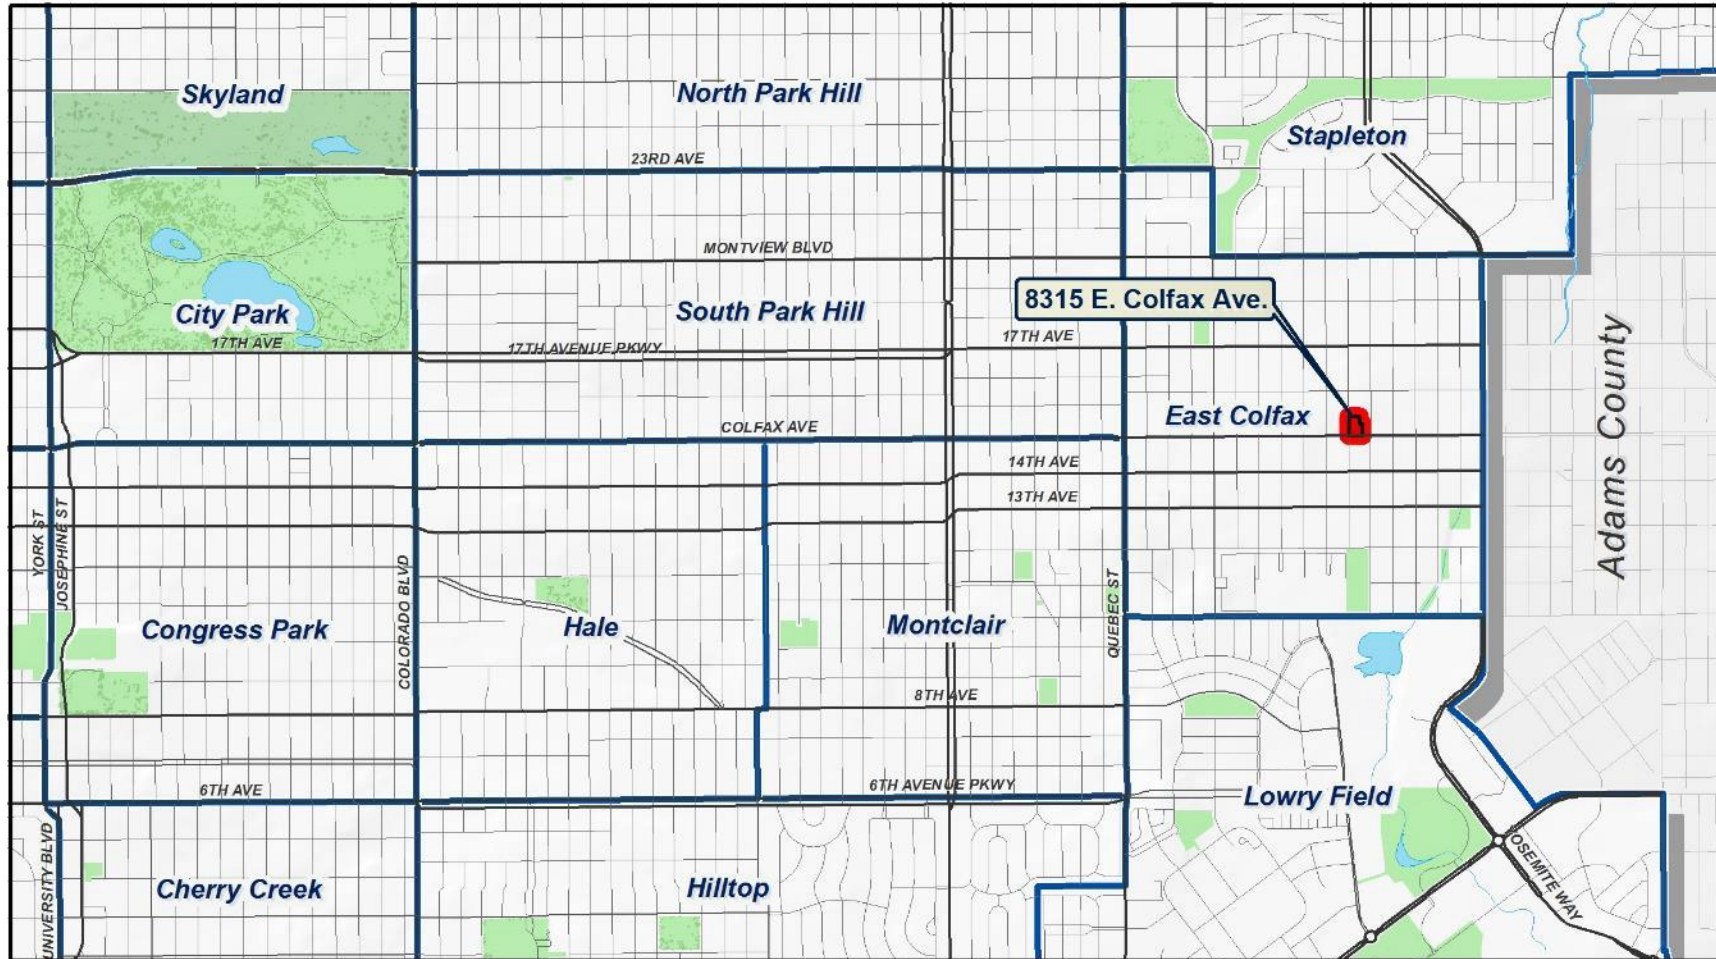 Skyland
North Park Hill
Stapleton
23RD AVE
MONTVIEW BLVD
8315 E. Colfax Ave.
City Park
South Park Hill
17TH AVE
17TH AVENUE PKWY
17TH AVE
East Colfax
COLFAX AVE
Adams County
14TH AVE
13TH AVE
YORK ST
JOSEPHINE ST
COLORADO BLVD
QUEBEC ST
Congress Park
Hale
Montclair
8TH AVE
6TH AVE
6TH AVENUE PKWY
Lowry Field
UNIVERSITY BLVD
Cherry Creek
Hilltop
OSEMITE WAY